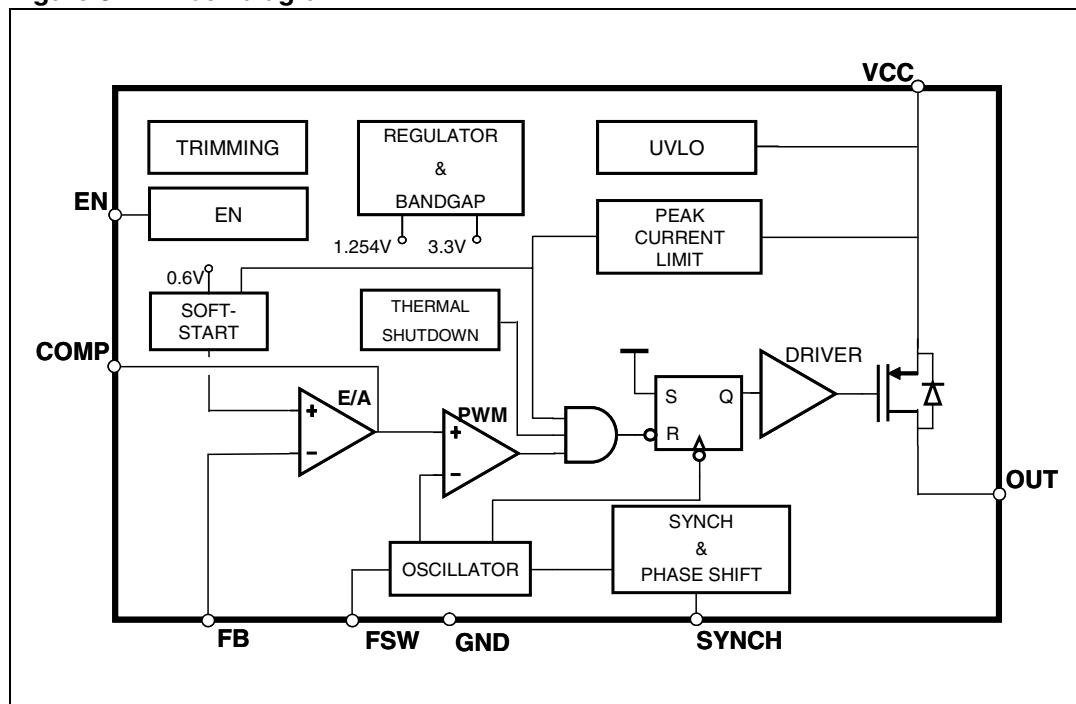 VCC
TRIMMING
REGULATOR
&
BANDGAP
UVLO
EN
EN
PEAK
CURRENT
LIMIT
1.254V
3.3V
0.6V
SOFT-
START
THERMAL
SHUTDOWN
COMP
DRIVER
E/A
+
−
PWM
+
−
S
Q
R
OUT
OSCILLATOR
SYNCH
&
PHASE SHIFT
FB
FSW
GND
SYNCH